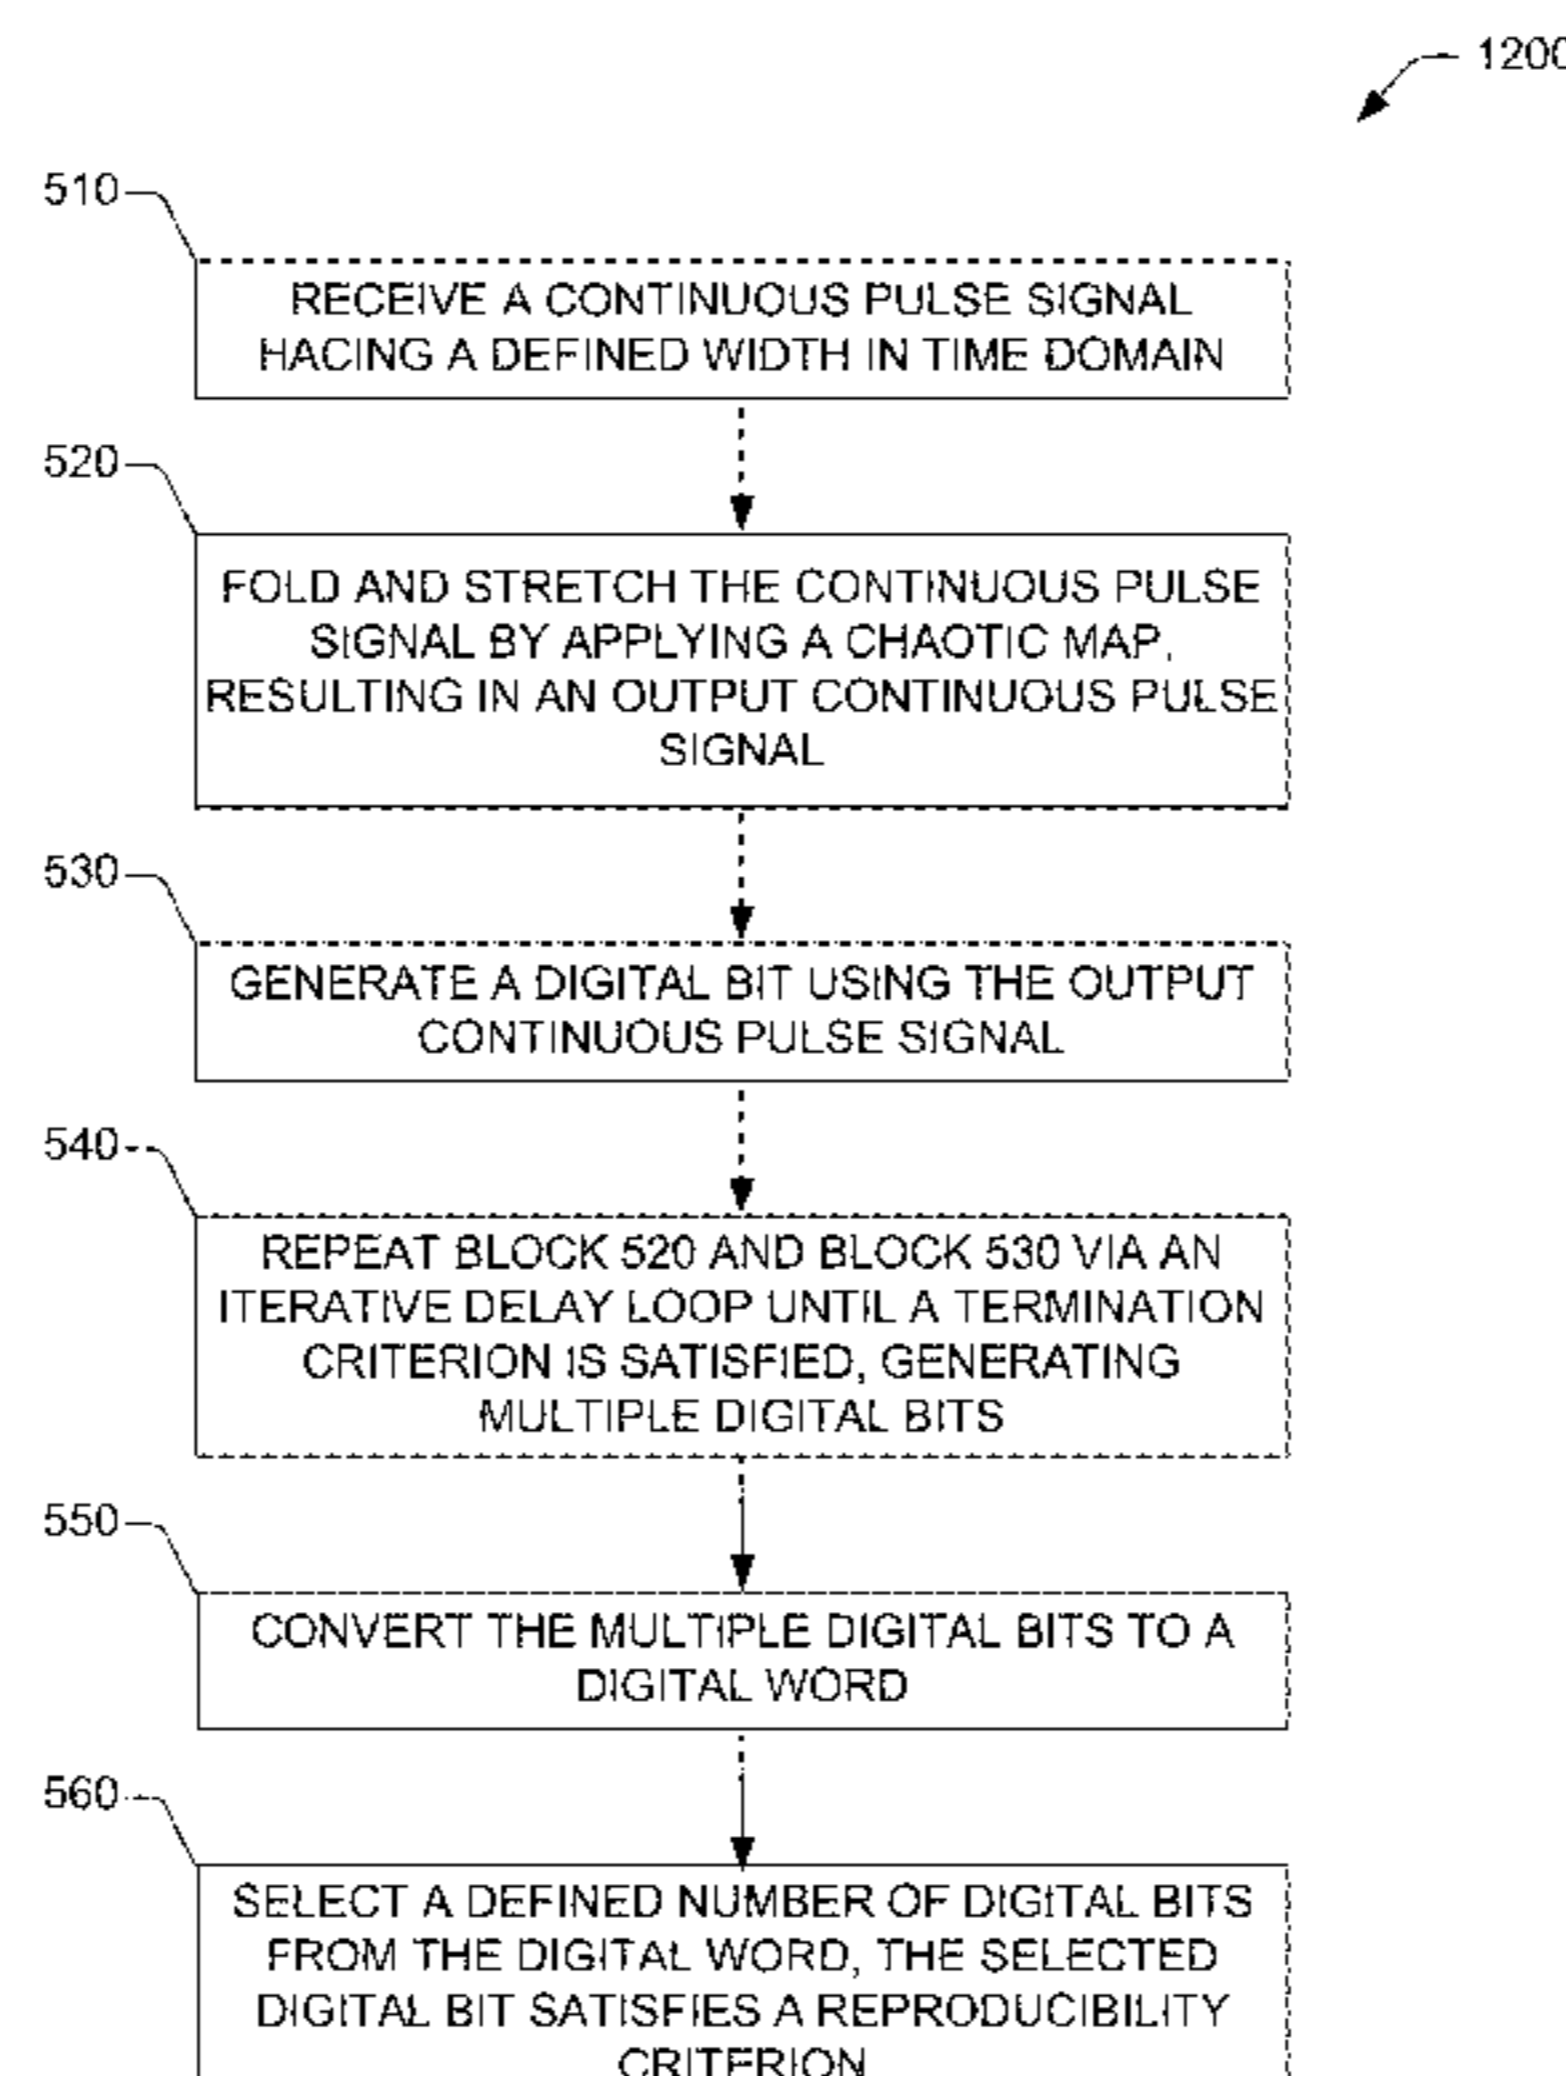 1200
510
RECEIVE A CONTINUOUS PULSE SIGNAL
HACING A DEFINED WIDTH IN TIME DOMAIN
520
FOLD AND STRETCH THE CONTINUOUS PULSE
SIGNAL BY APPLYING A CHAOTIC MAP,
RESULTING IN AN OUTPUT CONTINUOUS PULSE
SIGNAL
530
GENERATE A DIGITAL BIT USING THE OUTPUT
CONTINUOUS PULSE SIGNAL
540
REPEAT BLOCK 520 AND BLOCK 530 VIA AN
ITERATIVE DELAY LOOP UNTIL A TERMINATION
CRITERION IS SATISFIED, GENERATING
MULTIPLE DIGITAL BITS
550
CONVERT THE MULTIPLE DIGITAL BITS TO A
DIGITAL WORD
560
SELECT A DEFINED NUMBER OF DIGITAL BITS
FROM THE DIGITAL WORD, THE SELECTED
DIGITAL BIT SATISFIES A REPRODUCIBILITY
CRITERION